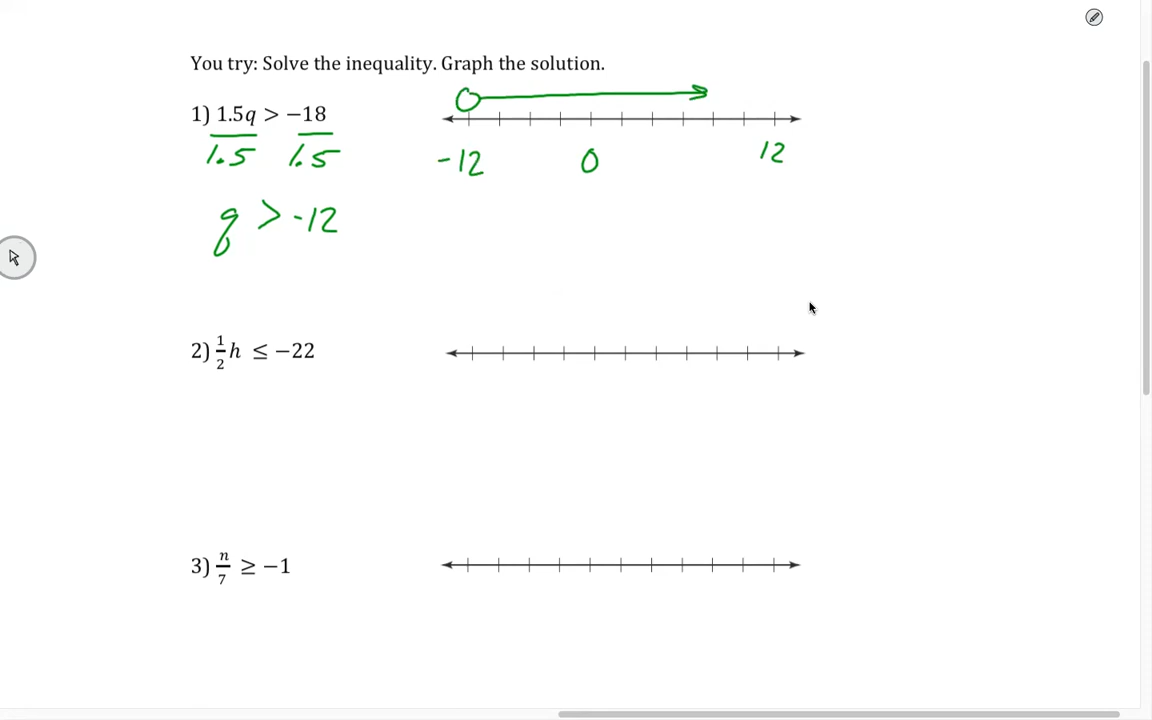 You try: Solve the inequality. Graph the solution.
1) 1.5q > −18
1.5 1.5
-12 0 12
q > -12
2) 1/2 h ≤ −22
3) n/7 ≥ −1